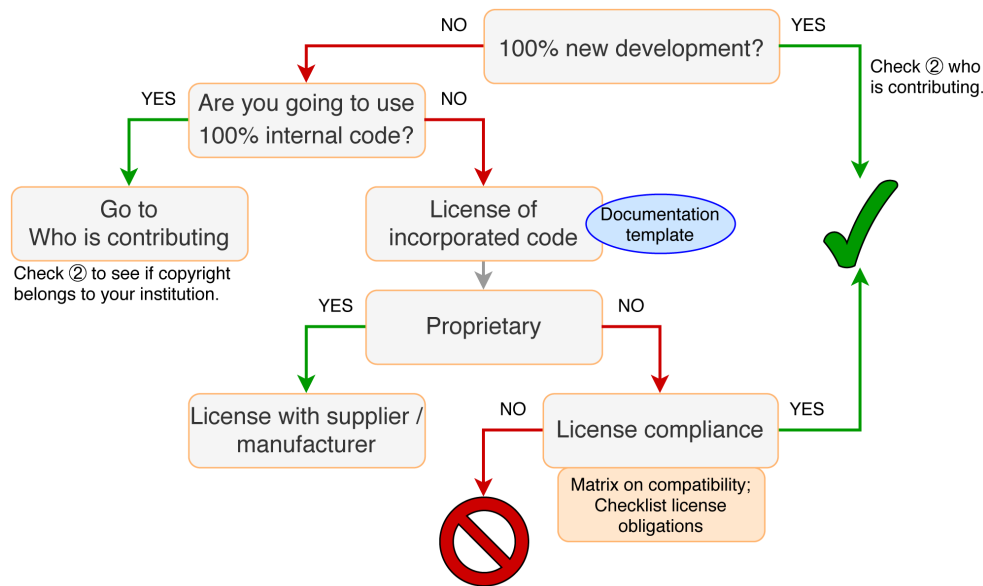 NO
YES
100% new development?
Check ② who
is contributing.
YES
Are you going to use
100% internal code?
NO
Go to
Who is contributing
License of
incorporated code
Documentation
template
Check ② to see if copyright
belongs to your institution.
YES
Proprietary
NO
License with supplier /
manufacturer
NO
License compliance
YES
Matrix on compatibility;
Checklist license
obligations